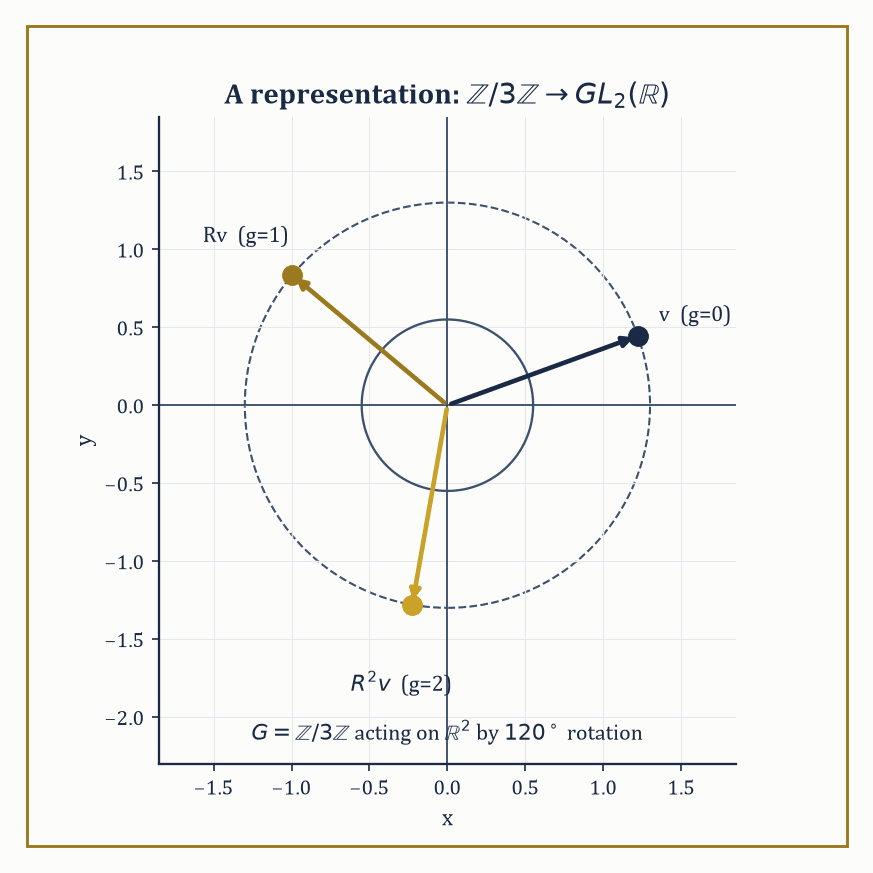 A representation: ℤ/3ℤ → GL₂(ℝ)
1.5
1.0
0.5
0.0
−0.5
−1.0
−1.5
−2.0
y
Rv (g=1)
v (g=0)
R²v (g=2)
G = ℤ/3ℤ acting on ℝ² by 120° rotation
−1.5 −1.0 −0.5 0.0 0.5 1.0 1.5
x